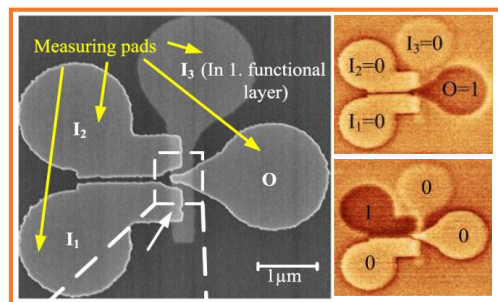 Measuring pads
I₃ (In 1. functional
layer)
I₂
O
I₁
1µm
I₃=0
I₂=0
O=1
I₁=0
0
1
0
0